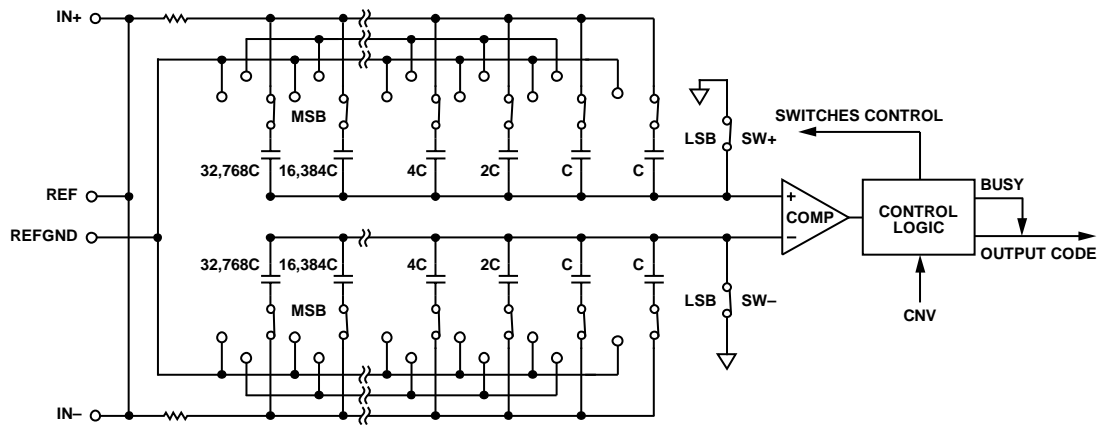 IN+
MSB
32,768C 16,384C 4C 2C C C
LSB SW+
SWITCHES CONTROL
REF
REFGND
COMP
+
−
CONTROL
LOGIC
BUSY
OUTPUT CODE
CNV
32,768C 16,384C 4C 2C C C
MSB
LSB SW−
IN−